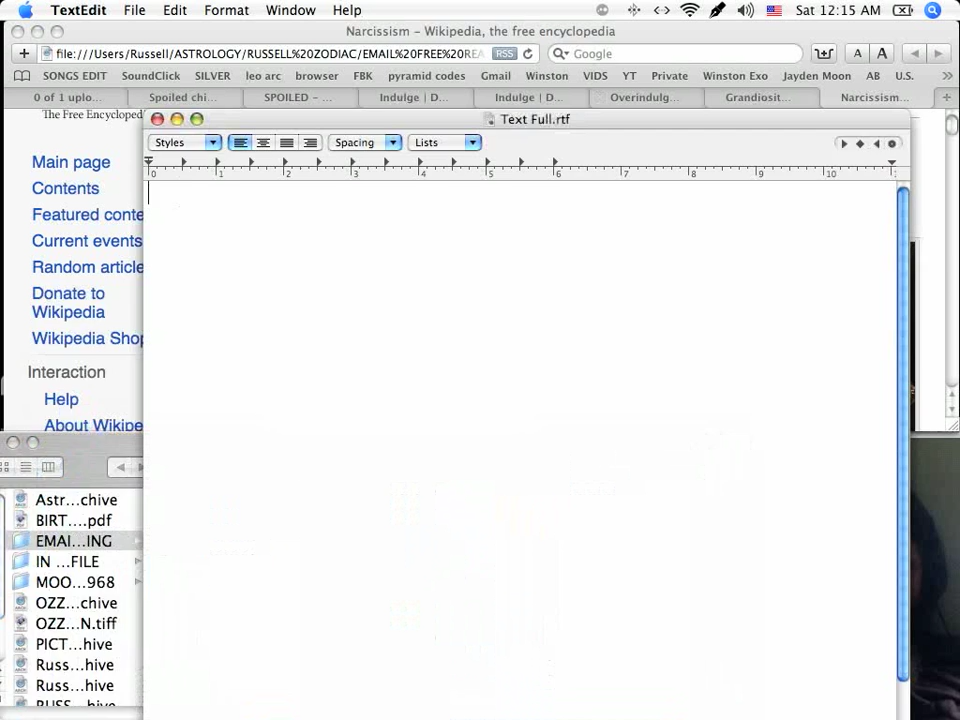 TextEdit File Edit Format Window Help Sat 12:15 AM
Narcissism – Wikipedia, the free encyclopedia
file:///Users/Russell/ASTROLOGY/RUSSELL%20ZODIAC/EMAIL%20FREE%20REA RSS Google A A
SONGS EDIT SoundClick SILVER leo arc browser FBK pyramid codes Gmail Winston VIDS YT Private Winston Exo Jayden Moon AB U.S. »
0 of 1 uplo... Spoiled chi... SPOILED – ... Indulge | D... Indulge | D... Overindulg... Grandiosit... Narcissism...
The Free Encycloped
Text Full.rtf
Styles Spacing Lists
0 1 2 3 4 5 6 7 8 9 10
Main page
Contents
Featured conte
Current events
Random article
Donate to
Wikipedia
Wikipedia Shop
Interaction
Help
About Wikipe
Astr...chive
BIRT....pdf
EMAI...ING
IN ...FILE
MOO...968
OZZ...chive
OZZ...N.tiff
PICT...hive
Russ...hive
Russ...hive
RUSS...hive